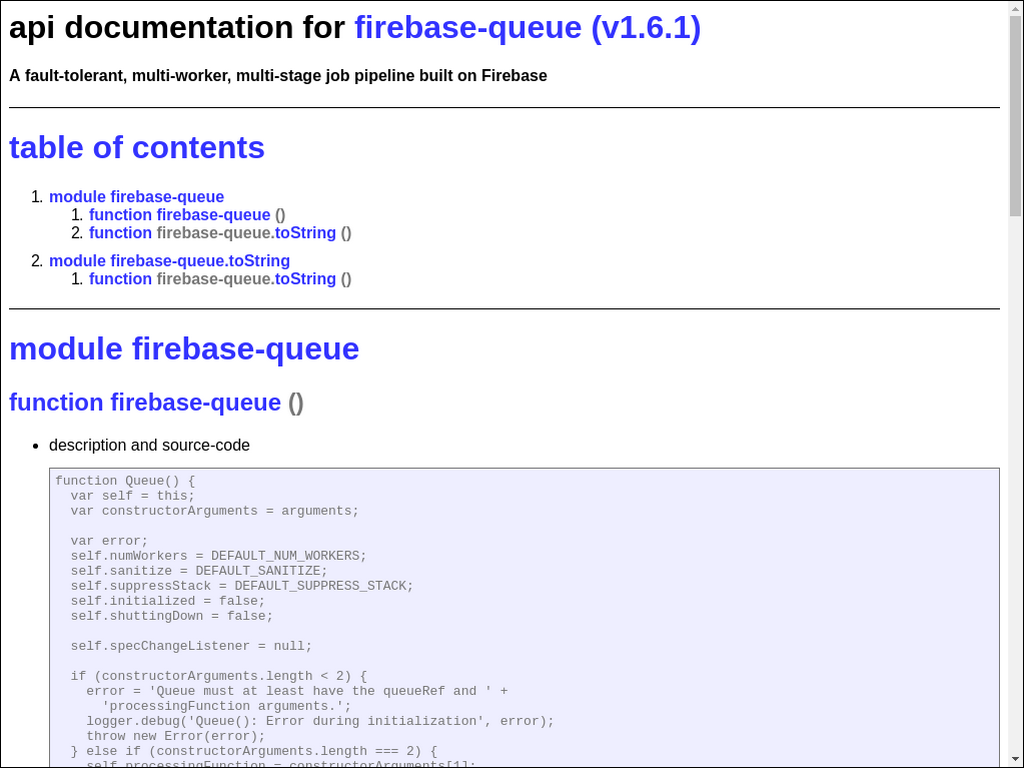 api documentation for firebase-queue (v1.6.1)
A fault-tolerant, multi-worker, multi-stage job pipeline built on Firebase
table of contents
1. module firebase-queue
1. function firebase-queue ()
2. function firebase-queue.toString ()
2. module firebase-queue.toString
1. function firebase-queue.toString ()
module firebase-queue
function firebase-queue ()
• description and source-code
function Queue() {
  var self = this;
  var constructorArguments = arguments;

  var error;
  self.numWorkers = DEFAULT_NUM_WORKERS;
  self.sanitize = DEFAULT_SANITIZE;
  self.suppressStack = DEFAULT_SUPPRESS_STACK;
  self.initialized = false;
  self.shuttingDown = false;

  self.specChangeListener = null;

  if (constructorArguments.length < 2) {
    error = 'Queue must at least have the queueRef and ' +
      'processingFunction arguments.';
    logger.debug('Queue(): Error during initialization', error);
    throw new Error(error);
  } else if (constructorArguments.length === 2) {
    self.processingFunction = constructorArguments[1];